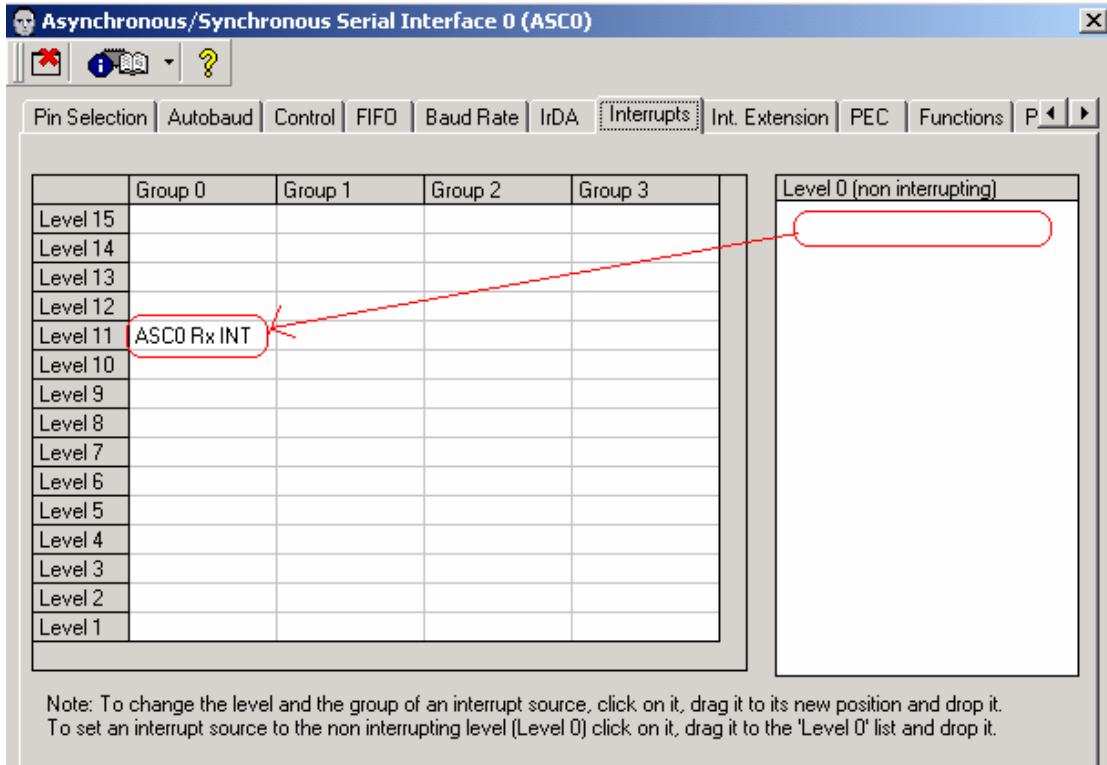 Asynchronous/Synchronous Serial Interface 0 (ASC0)
Pin Selection Autobaud Control FIFO Baud Rate IrDA Interrupts Int. Extension PEC Functions P
Group 0 Group 1 Group 2 Group 3 Level 0 (non interrupting)
Level 15
Level 14
Level 13
Level 12
Level 11 ASC0 Rx INT
Level 10
Level 9
Level 8
Level 7
Level 6
Level 5
Level 4
Level 3
Level 2
Level 1
Note: To change the level and the group of an interrupt source, click on it, drag it to its new position and drop it.
To set an interrupt source to the non interrupting level (Level 0) click on it, drag it to the 'Level 0' list and drop it.